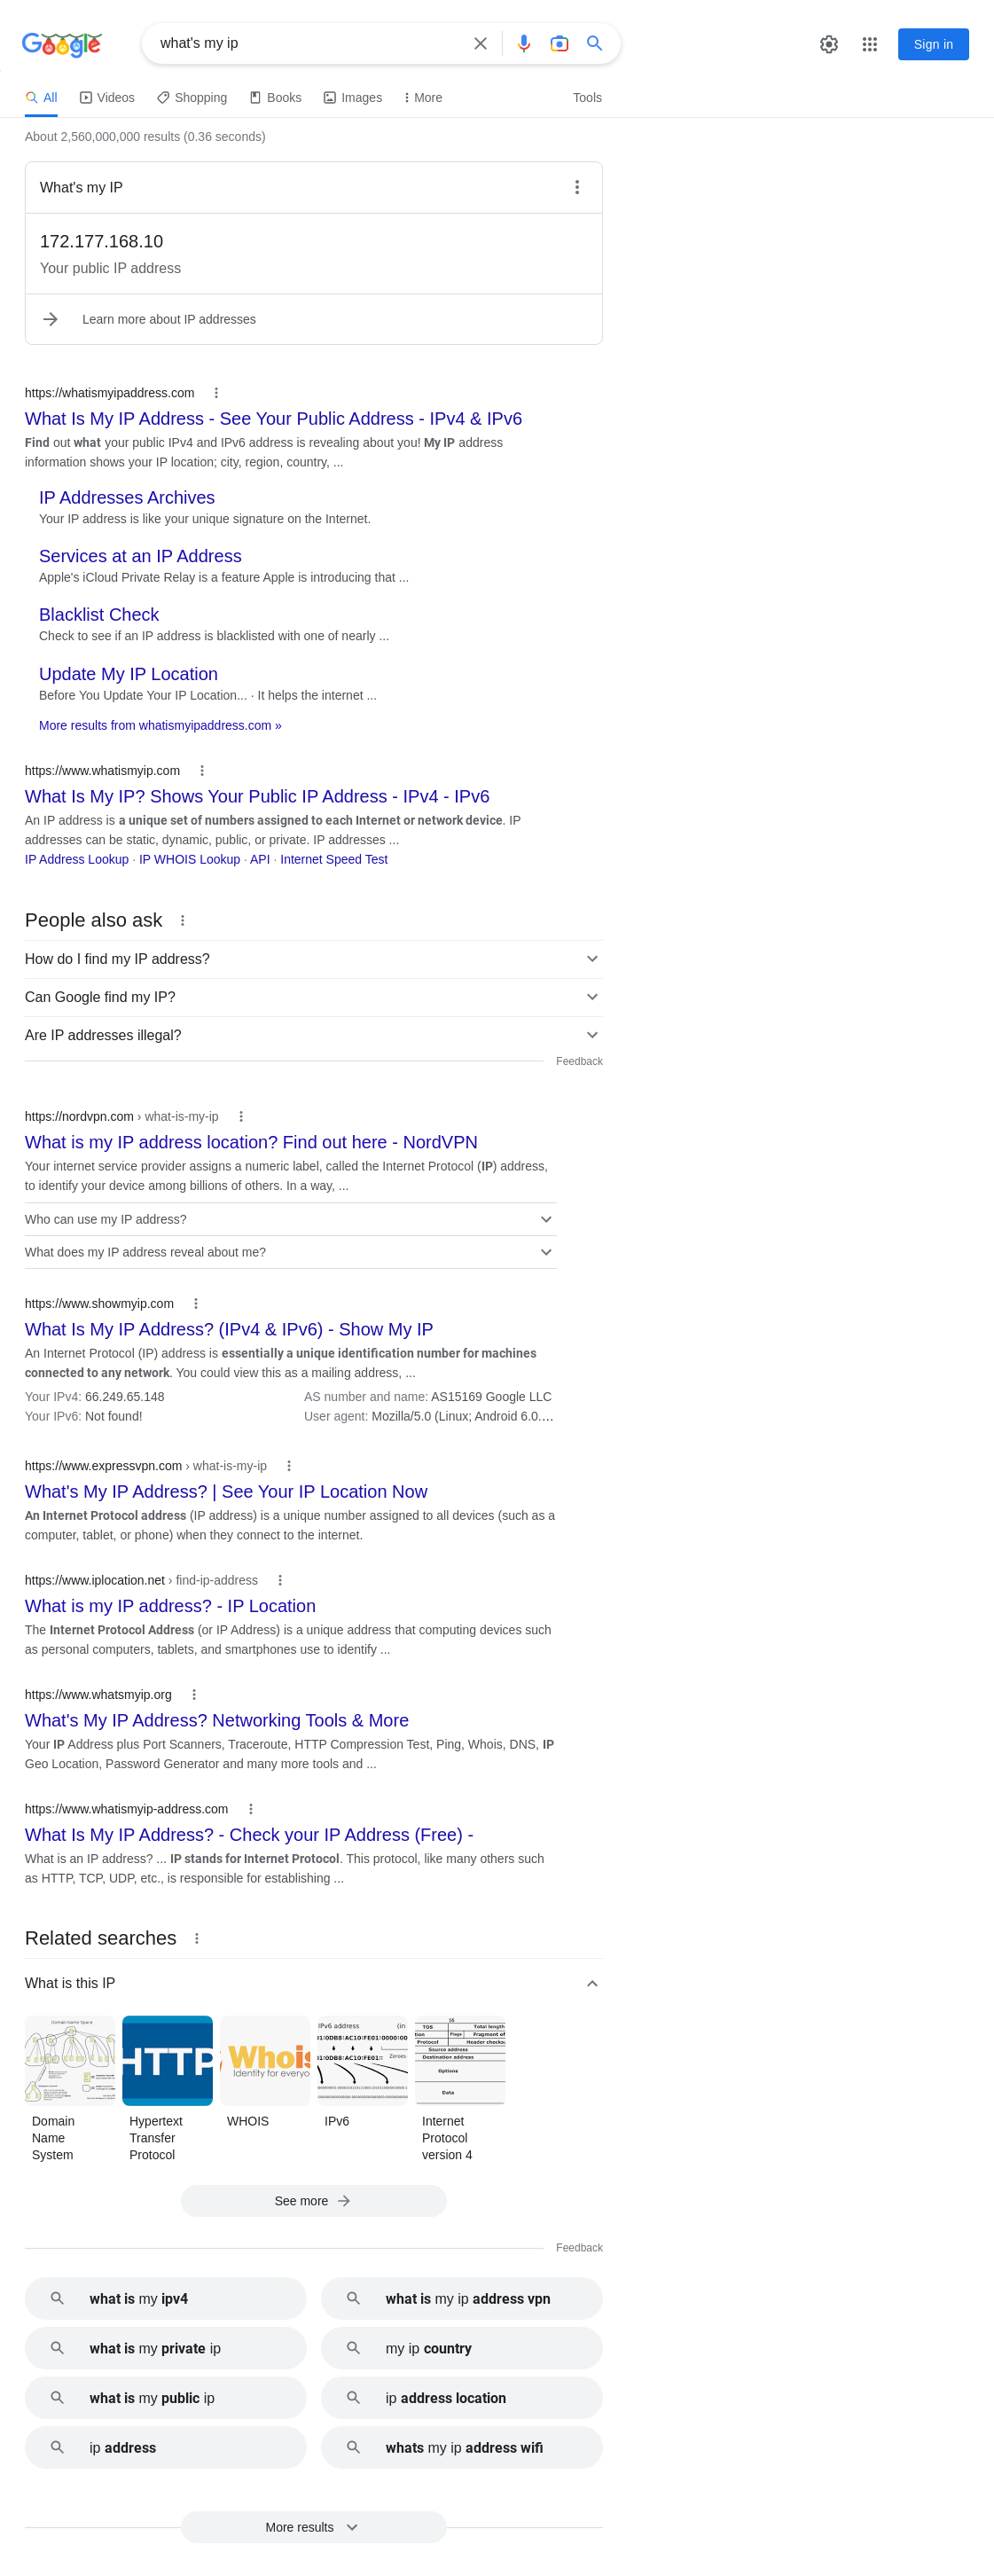 Google
what's my ip
Sign in
All
Videos
Shopping
Books
Images
More
Tools
About 2,560,000,000 results (0.36 seconds)
What's my IP
172.177.168.10
Your public IP address
Learn more about IP addresses
https://whatismyipaddress.com
What Is My IP Address - See Your Public Address - IPv4 & IPv6
Find out what your public IPv4 and IPv6 address is revealing about you! My IP address
information shows your IP location; city, region, country, ...
IP Addresses Archives
Your IP address is like your unique signature on the Internet.
Services at an IP Address
Apple's iCloud Private Relay is a feature Apple is introducing that ...
Blacklist Check
Check to see if an IP address is blacklisted with one of nearly ...
Update My IP Location
Before You Update Your IP Location... · It helps the internet ...
More results from whatismyipaddress.com »
https://www.whatismyip.com
What Is My IP? Shows Your Public IP Address - IPv4 - IPv6
An IP address is a unique set of numbers assigned to each Internet or network device. IP
addresses can be static, dynamic, public, or private. IP addresses ...
IP Address Lookup · IP WHOIS Lookup · API · Internet Speed Test
People also ask
How do I find my IP address?
Can Google find my IP?
Are IP addresses illegal?
Feedback
https://nordvpn.com › what-is-my-ip
What is my IP address location? Find out here - NordVPN
Your internet service provider assigns a numeric label, called the Internet Protocol (IP) address,
to identify your device among billions of others. In a way, ...
Who can use my IP address?
What does my IP address reveal about me?
https://www.showmyip.com
What Is My IP Address? (IPv4 & IPv6) - Show My IP
An Internet Protocol (IP) address is essentially a unique identification number for machines
connected to any network. You could view this as a mailing address, ...
Your IPv4: 66.249.65.148
AS number and name: AS15169 Google LLC
Your IPv6: Not found!
User agent: Mozilla/5.0 (Linux; Android 6.0....
https://www.expressvpn.com › what-is-my-ip
What's My IP Address? | See Your IP Location Now
An Internet Protocol address (IP address) is a unique number assigned to all devices (such as a
computer, tablet, or phone) when they connect to the internet.
https://www.iplocation.net › find-ip-address
What is my IP address? - IP Location
The Internet Protocol Address (or IP Address) is a unique address that computing devices such
as personal computers, tablets, and smartphones use to identify ...
https://www.whatsmyip.org
What's My IP Address? Networking Tools & More
Your IP Address plus Port Scanners, Traceroute, HTTP Compression Test, Ping, Whois, DNS, IP
Geo Location, Password Generator and many more tools and ...
https://www.whatismyip-address.com
What Is My IP Address? - Check your IP Address (Free) -
What is an IP address? ... IP stands for Internet Protocol. This protocol, like many others such
as HTTP, TCP, UDP, etc., is responsible for establishing ...
Related searches
What is this IP
Domain Name Space
HTTP
Whois
Identity for everyo
IPv6 address
Zeroes
TOS
Total length
Flags
Fragment of
Protocol
Header checks
Source address
Destination address
Options
Data
Domain
Name
System
Hypertext
Transfer
Protocol
WHOIS
IPv6
Internet
Protocol
version 4
See more
Feedback
what is my ipv4
what is my ip address vpn
what is my private ip
my ip country
what is my public ip
ip address location
ip address
whats my ip address wifi
More results